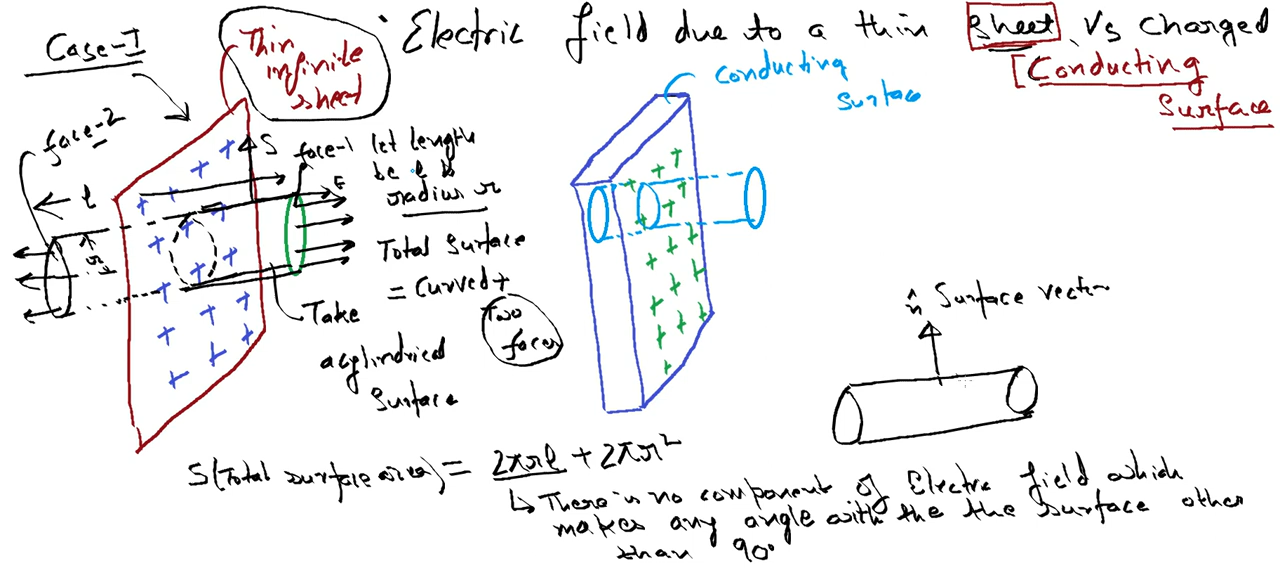 Case-I
Thin
infinite
sheet
Electric field due to a thin sheet Vs Charged
[Conducting
Surface
conducting
surface
face-2
S
face-1
let length
be l &
radius r
E
l
r
Total Surface
= Curved +
Two
faces
Take
a cylindrical
Surface
n̂ Surface vector
S(Total surface area) = 2πrl + 2πr²
↳ There is no component of Electric field which
makes any angle with the the surface other
than 90°